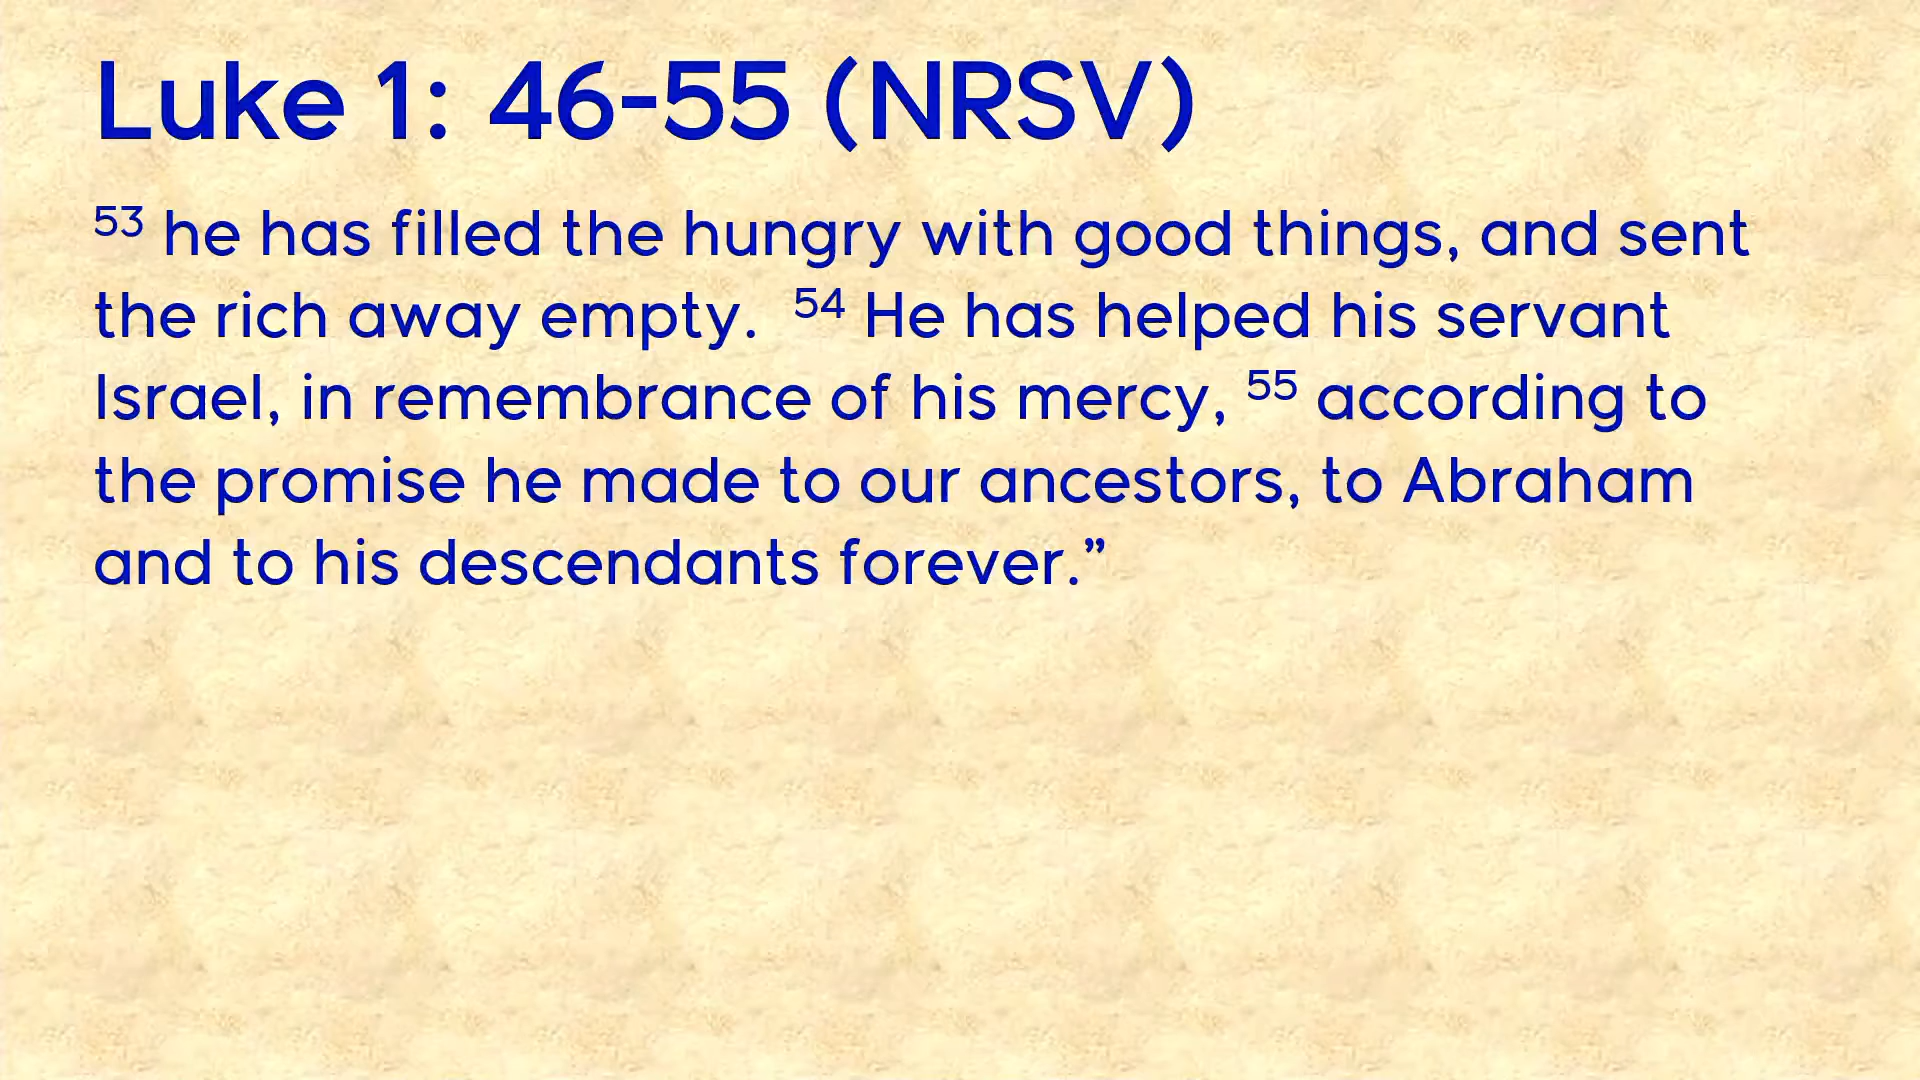 Luke 1: 46-55 (NRSV)
53 he has filled the hungry with good things, and sent
the rich away empty.  54 He has helped his servant
Israel, in remembrance of his mercy, 55 according to
the promise he made to our ancestors, to Abraham
and to his descendants forever.”